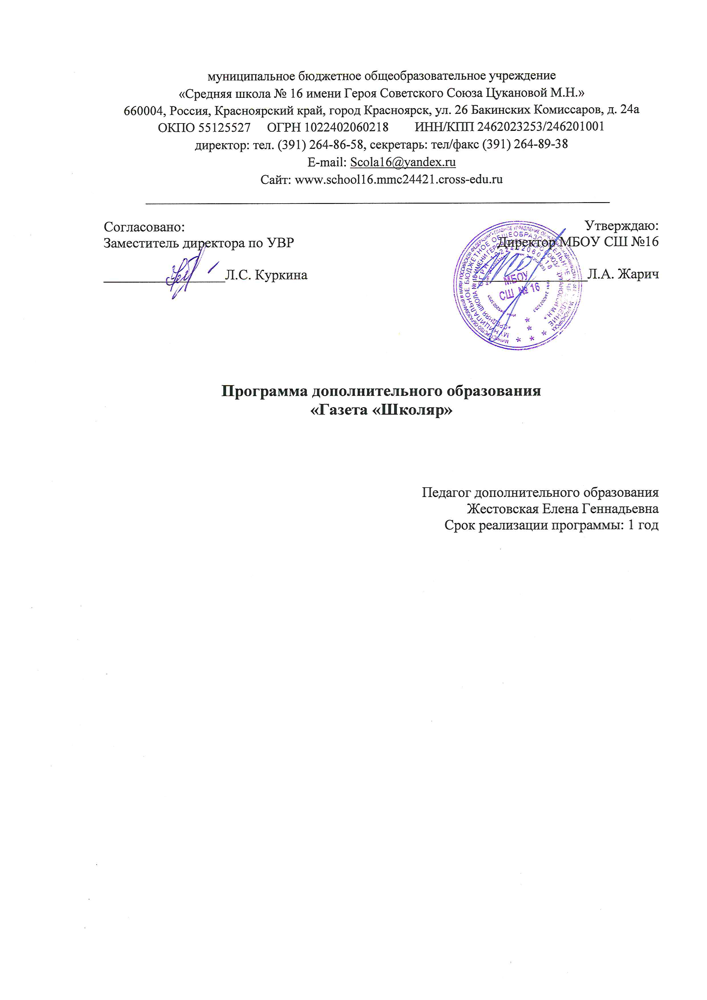 муниципальное бюджетное общеобразовательное учреждение
«Средняя школа № 16 имени Героя Советского Союза Цукановой М.Н.»
660004, Россия, Красноярский край, город Красноярск, ул. 26 Бакинских Комиссаров, д. 24а
ОКПО 55125527 ОГРН 1022402060218 ИНН/КПП 2462023253/246201001
директор: тел. (391) 264-86-58, секретарь: тел/факс (391) 264-89-38
E-mail: Scola16@yandex.ru
Сайт: www.school16.mmc24421.cross-edu.ru
Согласовано:
Утверждаю:
Заместитель директора по УВР
Директор МБОУ СШ №16
Л.С. Куркина
Л.А. Жарич
МБОУ
СШ № 16
ОГРН 1022402060218
Программа дополнительного образования
«Газета «Школяр»
Педагог дополнительного образования
Жестовская Елена Геннадьевна
Срок реализации программы: 1 год